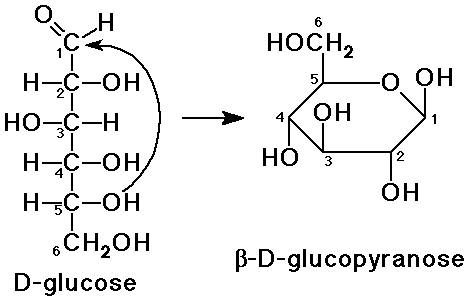 O H
C
1
H-C-OH
2
HO-C-H
3
H-C-OH
4
H-C-OH
5
6 CH2OH
D-glucose
6
HOCH2
5 O OH
4 OH 1
OH 3 2
OH
β-D-glucopyranose